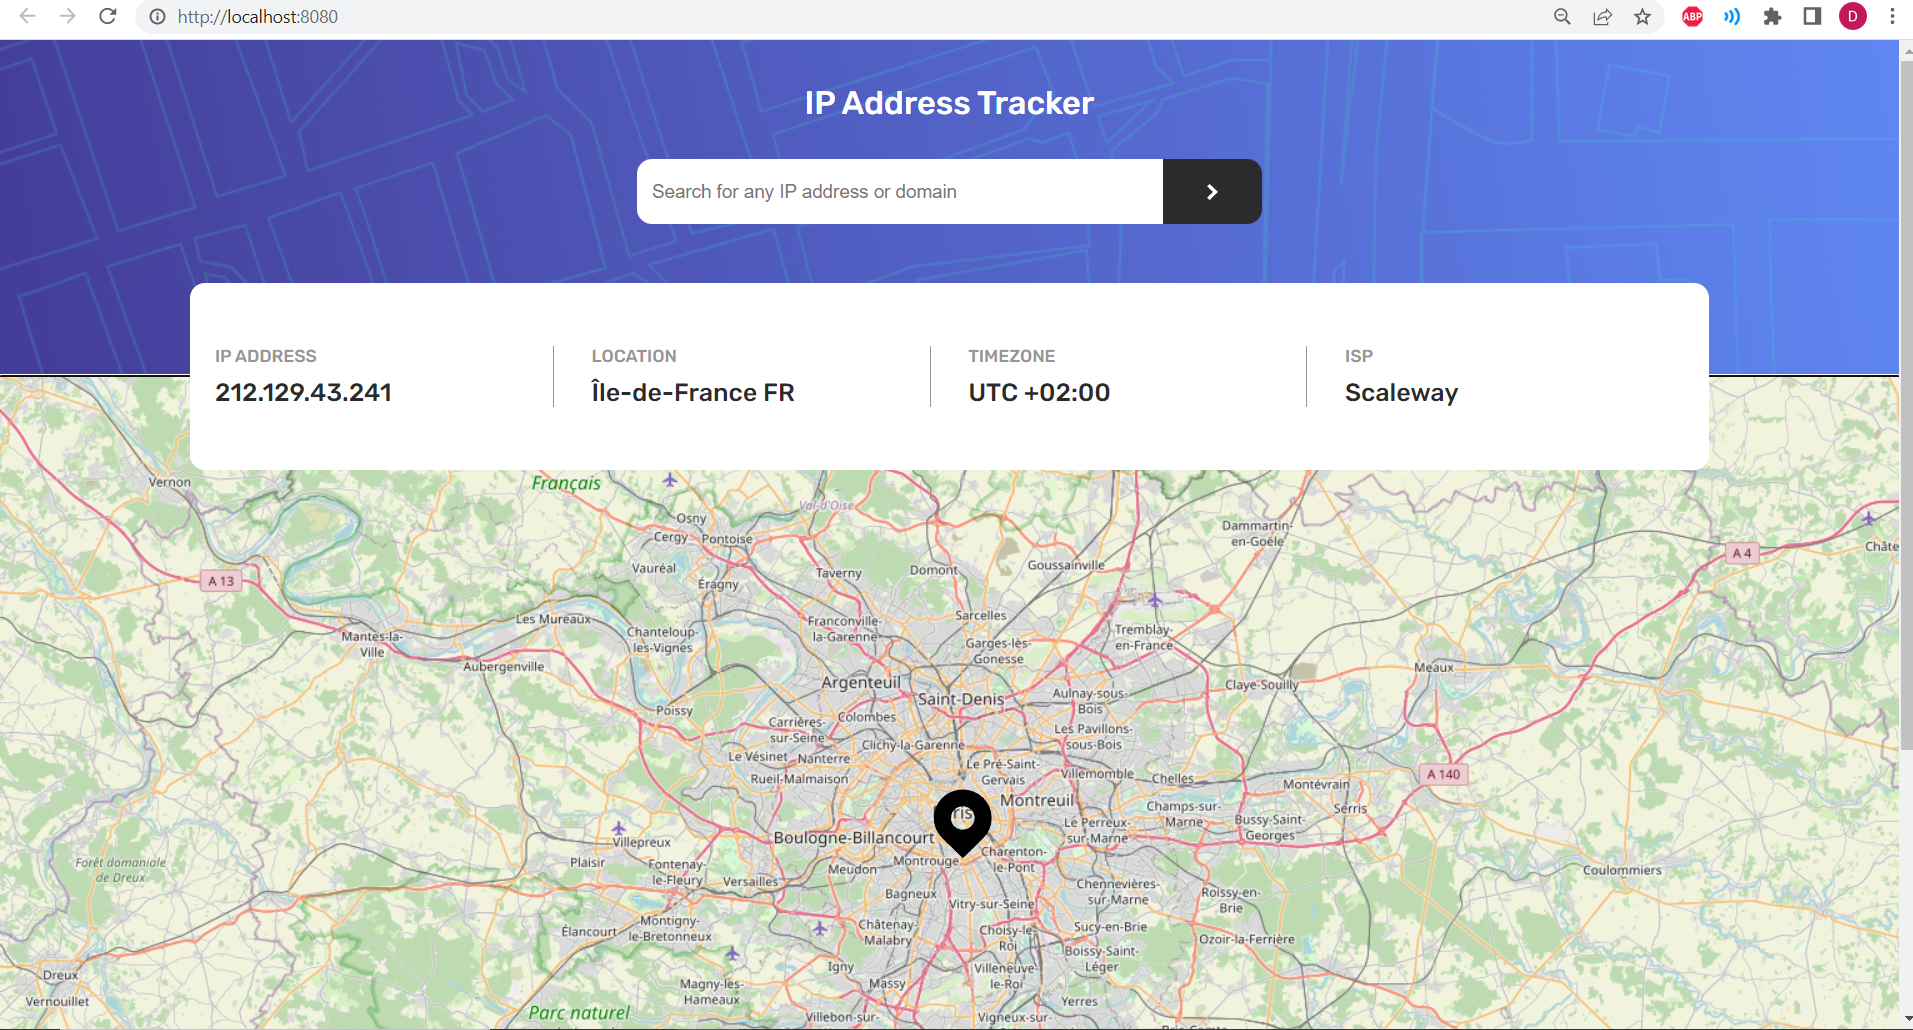 http://localhost:8080
ABP
D
IP Address Tracker
Search for any IP address or domain
IP ADDRESS
212.129.43.241
LOCATION
Île-de-France FR
TIMEZONE
UTC +02:00
ISP
Scaleway
Vernon
Français
Val-d'Oise
Osny
Cergy
Pontoise
Dammartin-
en-Goële
A 4
Châte
Vauréal
Éragny
Taverny
Domont
Goussainville
A 13
Les Mureaux
Mantes-la-
Ville
Aubergenville
Chanteloup-
les-Vignes
Franconville-
la-Garenne
Sarcelles
Garges-lès-
Gonesse
Tremblay-
en-France
Meaux
Argenteuil
Saint-Denis
Aulnay-sous-
Bois
Claye-Souilly
Poissy
Carrières-
sur-Seine
Colombes
Les Pavillons-
sous-Bois
Clichy-la-Garenne
Le Vésinet
Nanterre
Le Pré-Saint-
Gervais
Rueil-Malmaison
Villemomble
Chelles
A 140
Montévrain
Serris
Montreuil
ris
Champs-sur-
Marne
Bussy-Saint-
Georges
Le Perreux-
sur-Marne
Boulogne-Billancourt
Villepreux
Plaisir
Forêt domaniale
de Dreux
Fontenay-
le-Fleury
Versailles
Meudon
Montrouge
Charenton-
le-Pont
Coulommiers
Bagneux
Vitry-sur-Seine
Chennevières-
sur-Marne
Roissy-en-
Brie
Élancourt
Montigny-
le-Bretonneux
Châtenay-
Malabry
Choisy-le-
Roi
Sucy-en-Brie
Ozoir-la-Ferrière
Boissy-Saint-
Léger
Igny
Massy
Villeneuve-
le-Roi
Dreux
Vernouillet
Magny-les-
Hameaux
Yerres
Parc naturel
Villebon-sur-
Vigneux-sur-